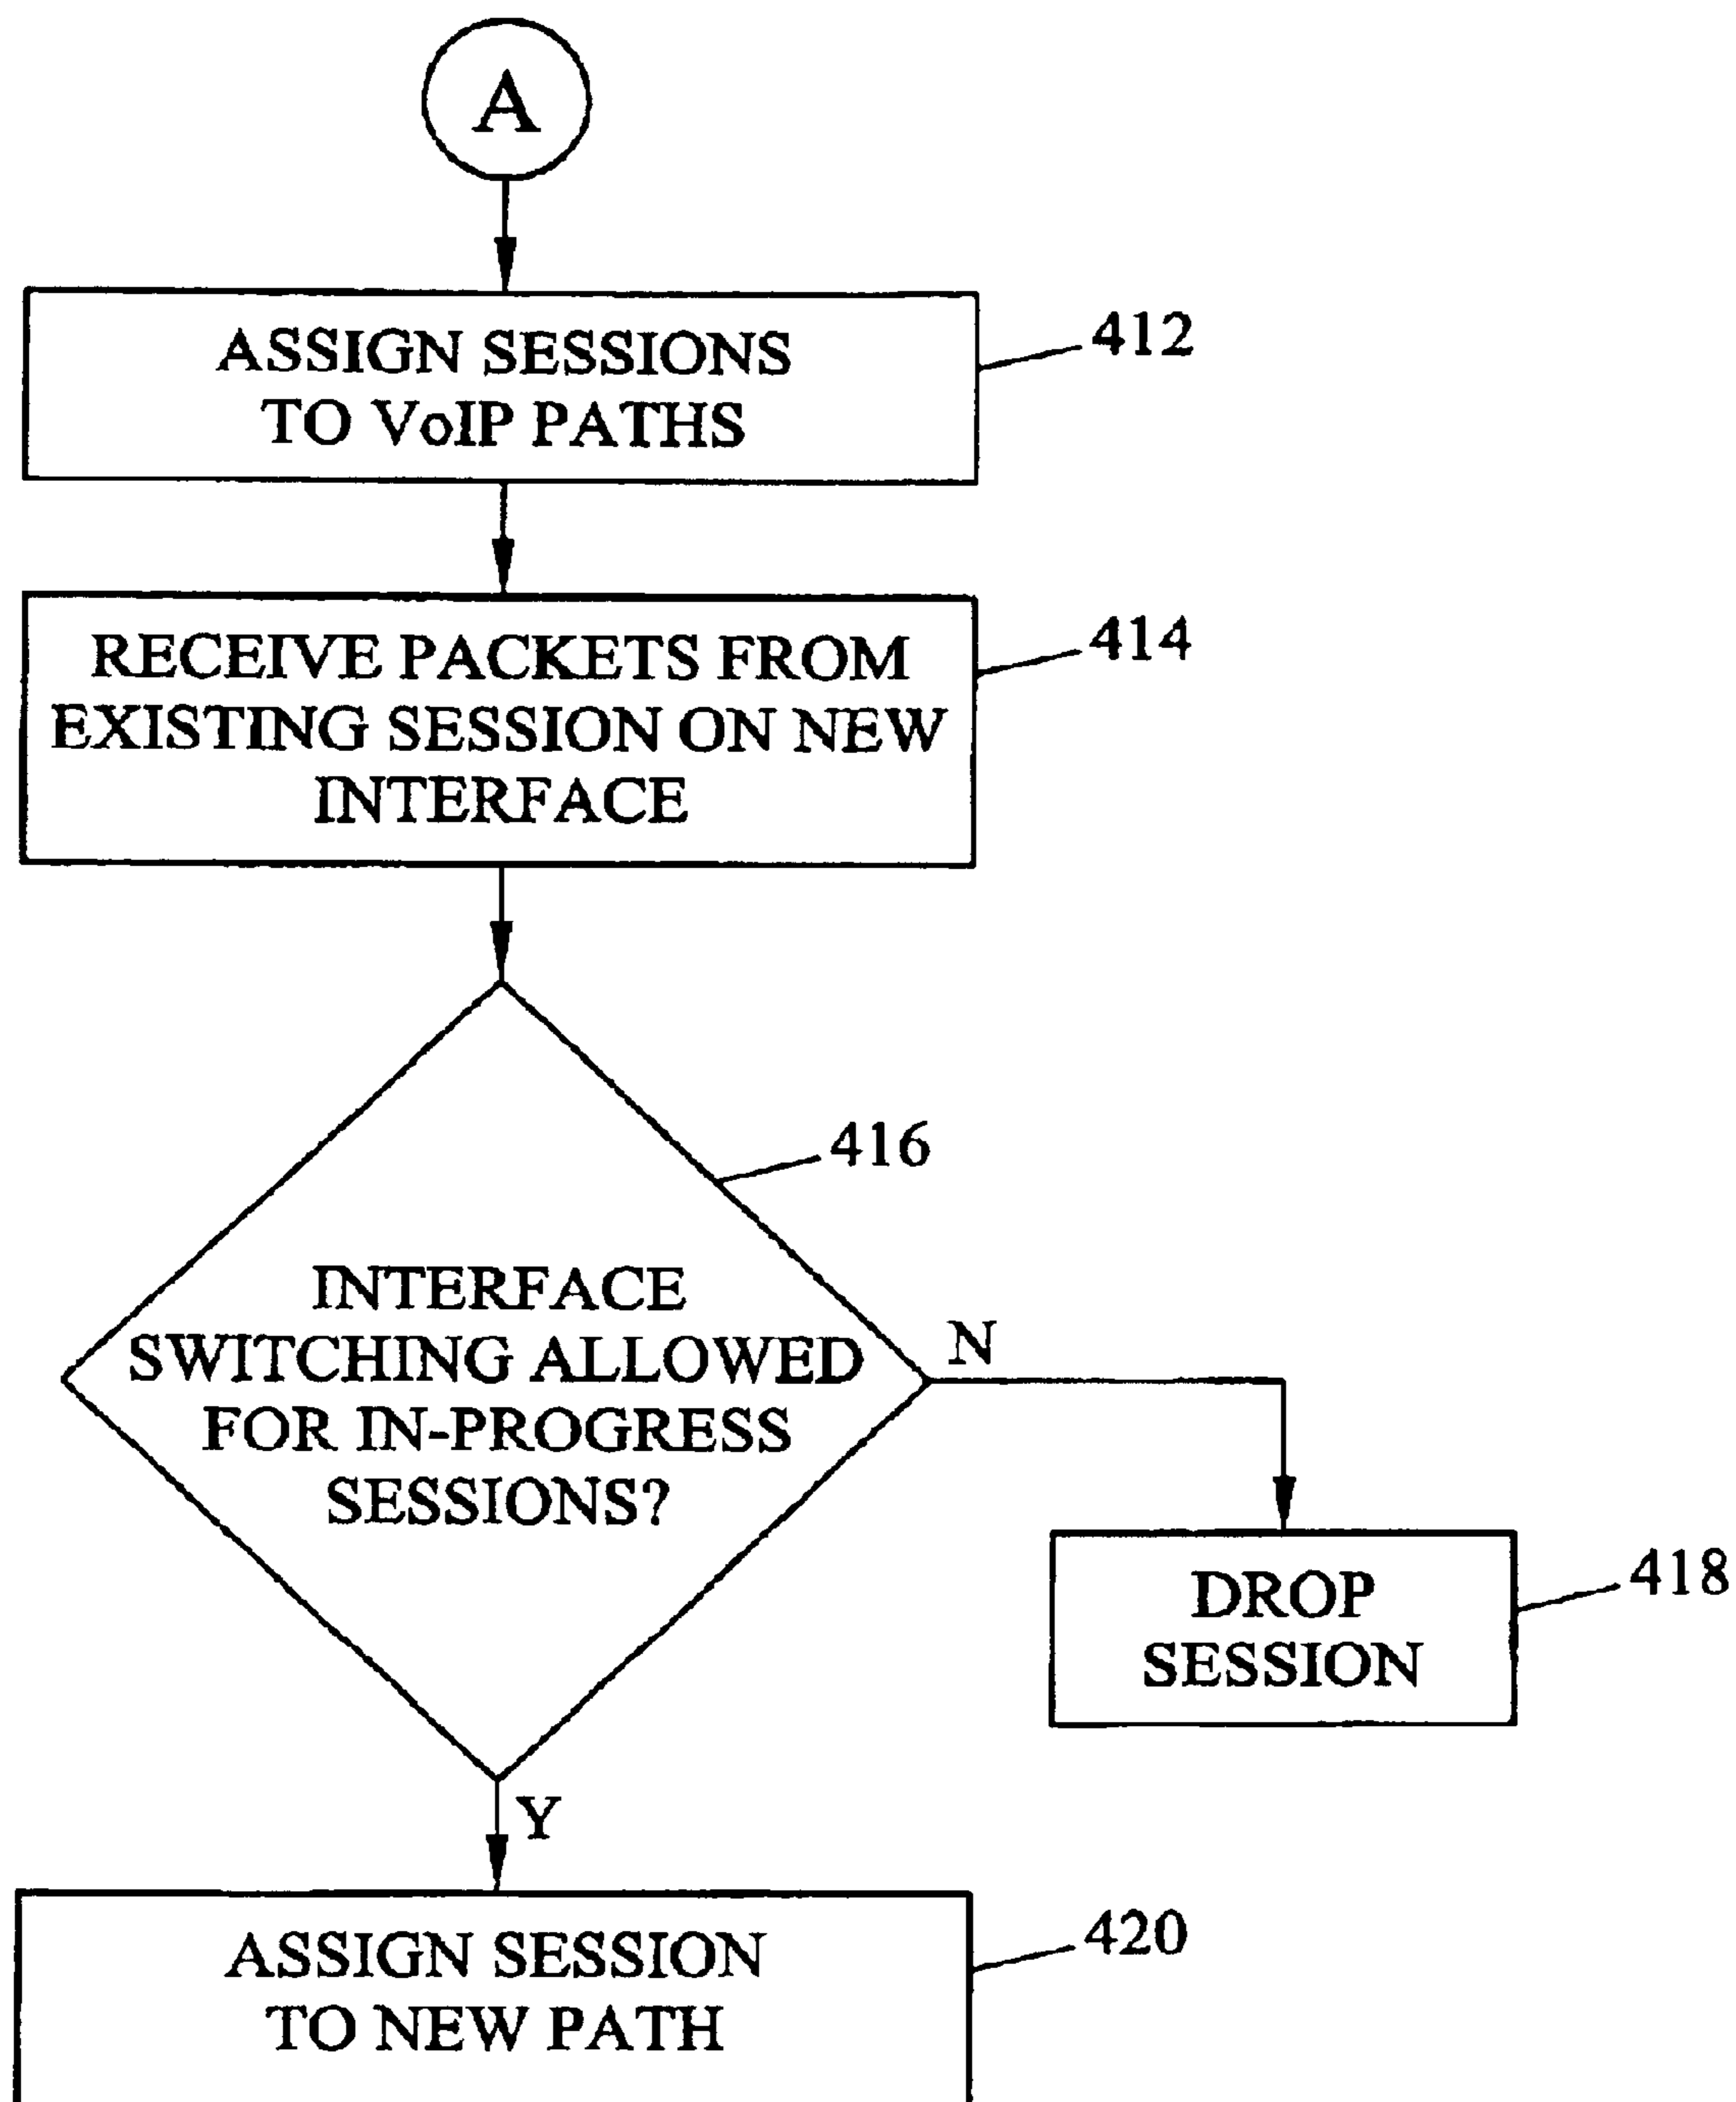 A
ASSIGN SESSIONS
TO VoIP PATHS
412
RECEIVE PACKETS FROM
EXISTING SESSION ON NEW
INTERFACE
414
416
INTERFACE
SWITCHING ALLOWED
FOR IN-PROGRESS
SESSIONS?
N
DROP
SESSION
418
Y
ASSIGN SESSION
TO NEW PATH
420